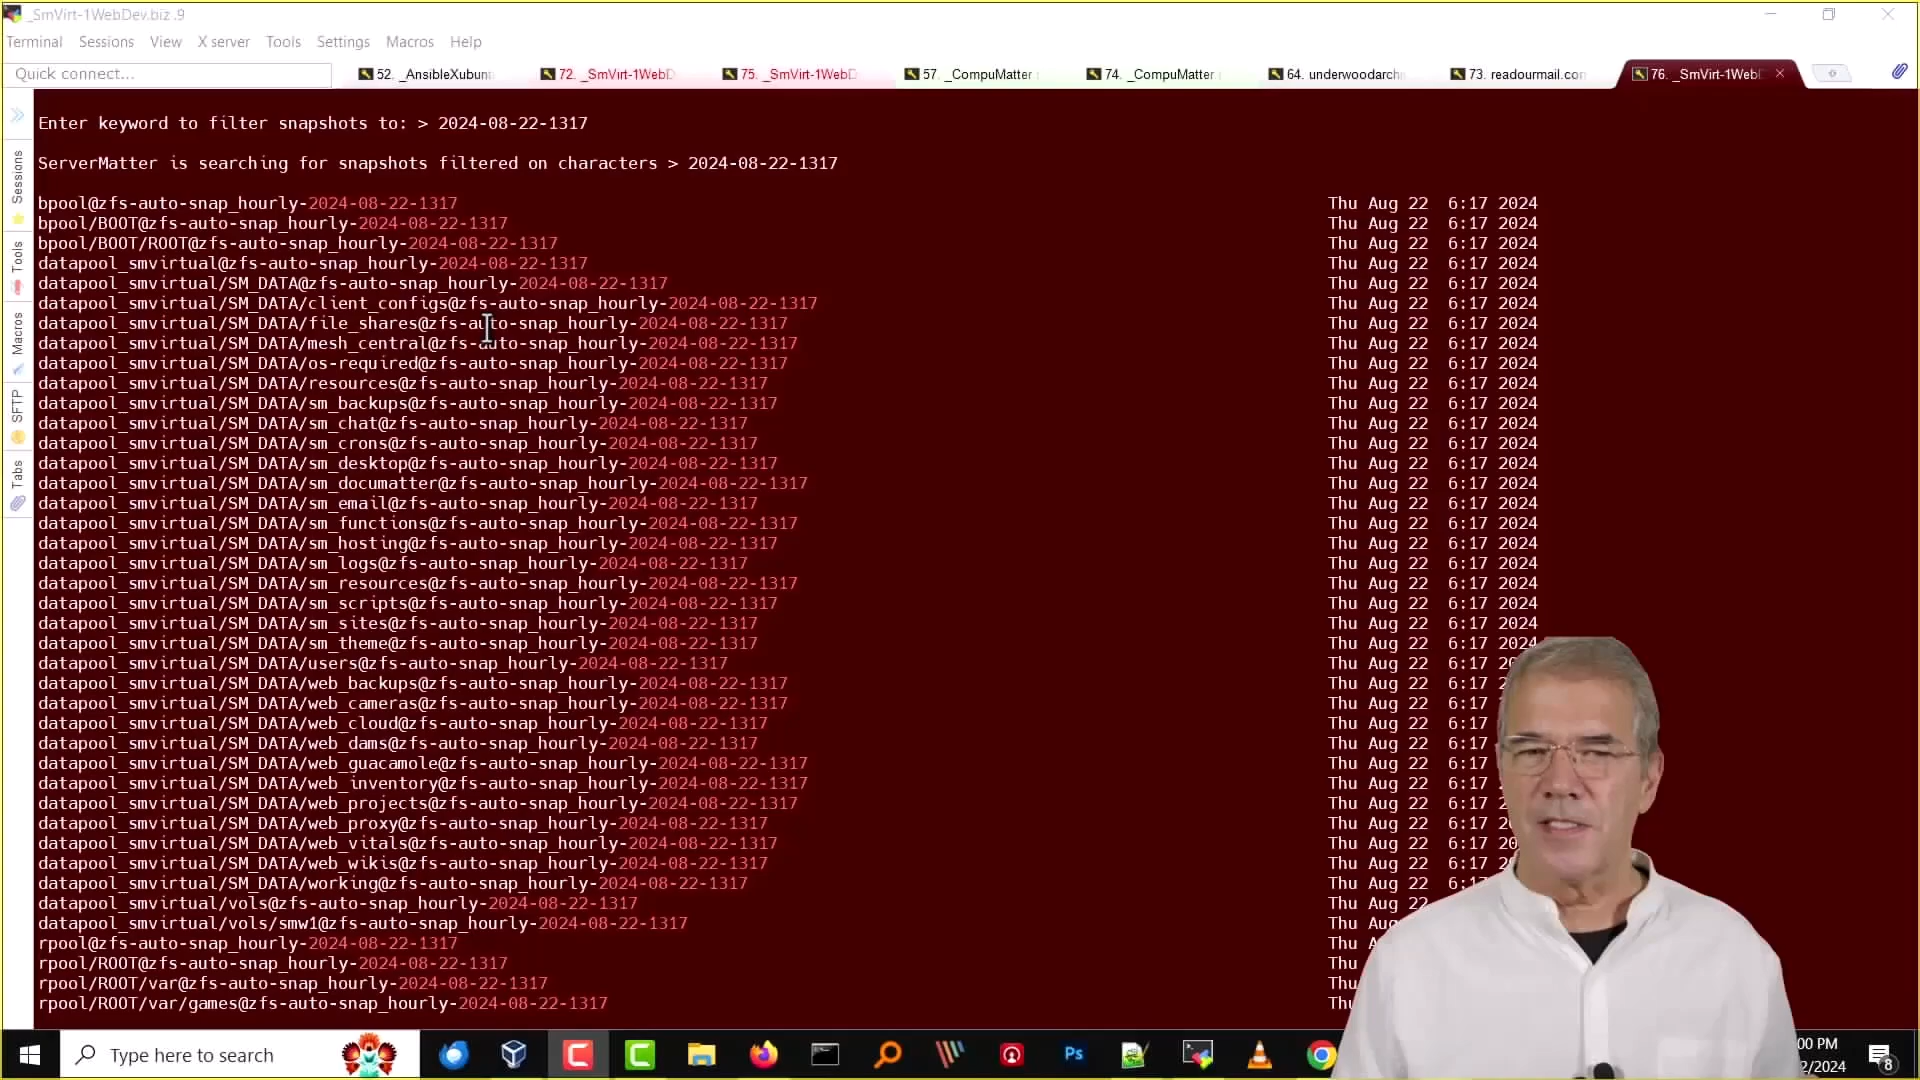 _SmVirt-1WebDev.biz .9
Terminal Sessions View X server Tools Settings Macros Help
Quick connect... 52. _AnsibleXubun 72. _SmVirt-1WebD 75. _SmVirt-1WebD 57. _CompuMatter 74. _CompuMatter 64. underwoodarch 73. readourmail.co 76. _SmVirt-1WebD
Sessions
Tools
Macros
SFTP
Tabs
Enter keyword to filter snapshots to: > 2024-08-22-1317
ServerMatter is searching for snapshots filtered on characters > 2024-08-22-1317
bpool@zfs-auto-snap_hourly-2024-08-22-1317 Thu Aug 22 6:17 2024
bpool/BOOT@zfs-auto-snap_hourly-2024-08-22-1317 Thu Aug 22 6:17 2024
bpool/BOOT/ROOT@zfs-auto-snap_hourly-2024-08-22-1317 Thu Aug 22 6:17 2024
datapool_smvirtual@zfs-auto-snap_hourly-2024-08-22-1317 Thu Aug 22 6:17 2024
datapool_smvirtual/SM_DATA@zfs-auto-snap_hourly-2024-08-22-1317 Thu Aug 22 6:17 2024
datapool_smvirtual/SM_DATA/client_configs@zfs-auto-snap_hourly-2024-08-22-1317 Thu Aug 22 6:17 2024
datapool_smvirtual/SM_DATA/file_shares@zfs-auto-snap_hourly-2024-08-22-1317 Thu Aug 22 6:17 2024
datapool_smvirtual/SM_DATA/mesh_central@zfs-auto-snap_hourly-2024-08-22-1317 Thu Aug 22 6:17 2024
datapool_smvirtual/SM_DATA/os-required@zfs-auto-snap_hourly-2024-08-22-1317 Thu Aug 22 6:17 2024
datapool_smvirtual/SM_DATA/resources@zfs-auto-snap_hourly-2024-08-22-1317 Thu Aug 22 6:17 2024
datapool_smvirtual/SM_DATA/sm_backups@zfs-auto-snap_hourly-2024-08-22-1317 Thu Aug 22 6:17 2024
datapool_smvirtual/SM_DATA/sm_chat@zfs-auto-snap_hourly-2024-08-22-1317 Thu Aug 22 6:17 2024
datapool_smvirtual/SM_DATA/sm_crons@zfs-auto-snap_hourly-2024-08-22-1317 Thu Aug 22 6:17 2024
datapool_smvirtual/SM_DATA/sm_desktop@zfs-auto-snap_hourly-2024-08-22-1317 Thu Aug 22 6:17 2024
datapool_smvirtual/SM_DATA/sm_documatter@zfs-auto-snap_hourly-2024-08-22-1317 Thu Aug 22 6:17 2024
datapool_smvirtual/SM_DATA/sm_email@zfs-auto-snap_hourly-2024-08-22-1317 Thu Aug 22 6:17 2024
datapool_smvirtual/SM_DATA/sm_functions@zfs-auto-snap_hourly-2024-08-22-1317 Thu Aug 22 6:17 2024
datapool_smvirtual/SM_DATA/sm_hosting@zfs-auto-snap_hourly-2024-08-22-1317 Thu Aug 22 6:17 2024
datapool_smvirtual/SM_DATA/sm_logs@zfs-auto-snap_hourly-2024-08-22-1317 Thu Aug 22 6:17 2024
datapool_smvirtual/SM_DATA/sm_resources@zfs-auto-snap_hourly-2024-08-22-1317 Thu Aug 22 6:17 2024
datapool_smvirtual/SM_DATA/sm_scripts@zfs-auto-snap_hourly-2024-08-22-1317 Thu Aug 22 6:17 2024
datapool_smvirtual/SM_DATA/sm_sites@zfs-auto-snap_hourly-2024-08-22-1317 Thu Aug 22 6:17 2024
datapool_smvirtual/SM_DATA/sm_theme@zfs-auto-snap_hourly-2024-08-22-1317 Thu Aug 22 6:17 2024
datapool_smvirtual/SM_DATA/users@zfs-auto-snap_hourly-2024-08-22-1317 Thu Aug 22 6:17 20
datapool_smvirtual/SM_DATA/web_backups@zfs-auto-snap_hourly-2024-08-22-1317 Thu Aug 22 6:17 2
datapool_smvirtual/SM_DATA/web_cameras@zfs-auto-snap_hourly-2024-08-22-1317 Thu Aug 22 6:17
datapool_smvirtual/SM_DATA/web_cloud@zfs-auto-snap_hourly-2024-08-22-1317 Thu Aug 22 6:17
datapool_smvirtual/SM_DATA/web_dams@zfs-auto-snap_hourly-2024-08-22-1317 Thu Aug 22 6:17
datapool_smvirtual/SM_DATA/web_guacamole@zfs-auto-snap_hourly-2024-08-22-1317 Thu Aug 22 6:17
datapool_smvirtual/SM_DATA/web_inventory@zfs-auto-snap_hourly-2024-08-22-1317 Thu Aug 22 6:17 2
datapool_smvirtual/SM_DATA/web_projects@zfs-auto-snap_hourly-2024-08-22-1317 Thu Aug 22 6:17 2
datapool_smvirtual/SM_DATA/web_proxy@zfs-auto-snap_hourly-2024-08-22-1317 Thu Aug 22 6:17 20
datapool_smvirtual/SM_DATA/web_vitals@zfs-auto-snap_hourly-2024-08-22-1317 Thu Aug 22 6:17 20
datapool_smvirtual/SM_DATA/web_wikis@zfs-auto-snap_hourly-2024-08-22-1317 Thu Aug 22 6:17 2
datapool_smvirtual/SM_DATA/working@zfs-auto-snap_hourly-2024-08-22-1317 Thu Aug 22 6:17
datapool_smvirtual/vols@zfs-auto-snap_hourly-2024-08-22-1317 Thu Aug 22
datapool_smvirtual/vols/smw1@zfs-auto-snap_hourly-2024-08-22-1317 Thu Aug
rpool@zfs-auto-snap_hourly-2024-08-22-1317 Thu A
rpool/ROOT@zfs-auto-snap_hourly-2024-08-22-1317 Thu
rpool/ROOT/var@zfs-auto-snap_hourly-2024-08-22-1317 Thu
rpool/ROOT/var/games@zfs-auto-snap_hourly-2024-08-22-1317 Thu
Type here to search Ps :00 PM
2/2024 8